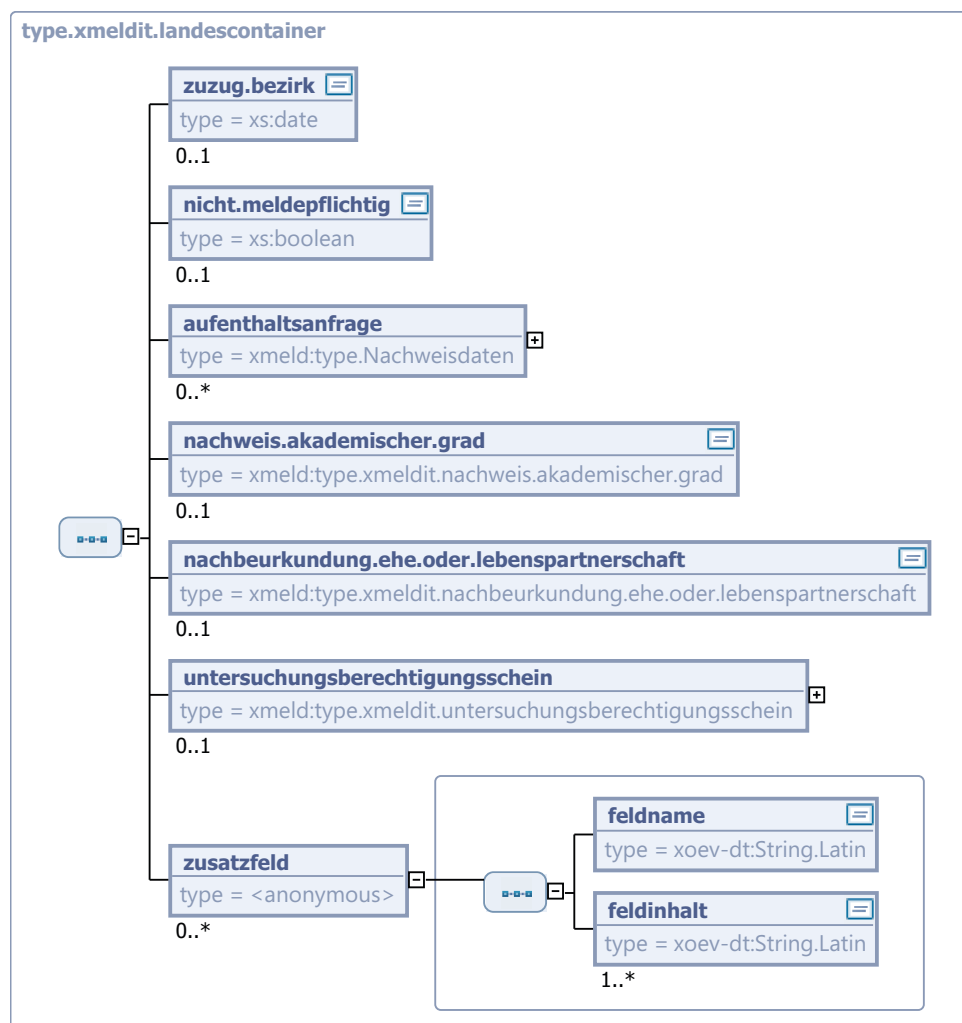 type.xmeldit.landescontainer
zuzug.bezirk
type = xs:date
0..1
nicht.meldepflichtig
type = xs:boolean
0..1
aufenthaltsanfrage
type = xmeld:type.Nachweisdaten
0..*
nachweis.akademischer.grad
type = xmeld:type.xmeldit.nachweis.akademischer.grad
0..1
nachbeurkundung.ehe.oder.lebenspartnerschaft
type = xmeld:type.xmeldit.nachbeurkundung.ehe.oder.lebenspartnerschaft
0..1
untersuchungsberechtigungsschein
type = xmeld:type.xmeldit.untersuchungsberechtigungsschein
0..1
zusatzfeld
type = <anonymous>
0..*
feldname
type = xoev-dt:String.Latin
feldinhalt
type = xoev-dt:String.Latin
1..*